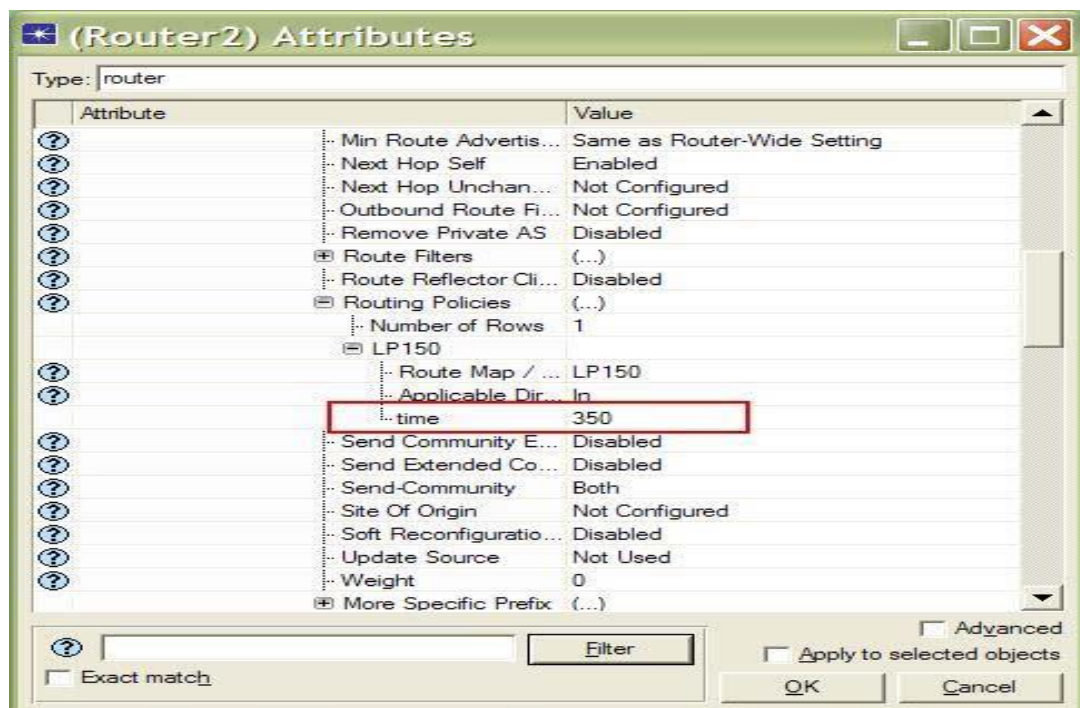 (Router2) Attributes
Type: router
Attribute Value
Min Route Advertis... Same as Router-Wide Setting
Next Hop Self Enabled
Next Hop Unchan... Not Configured
Outbound Route Fi... Not Configured
Remove Private AS Disabled
Route Filters (...)
Route Reflector Cli... Disabled
Routing Policies (...)
Number of Rows 1
LP150
Route Map / ... LP150
Applicable Dir... In
time 350
Send Community E... Disabled
Send Extended Co... Disabled
Send-Community Both
Site Of Origin Not Configured
Soft Reconfiguratio... Disabled
Update Source Not Used
Weight 0
More Specific Prefix (...)
Advanced
Filter
Apply to selected objects
Exact match
OK Cancel